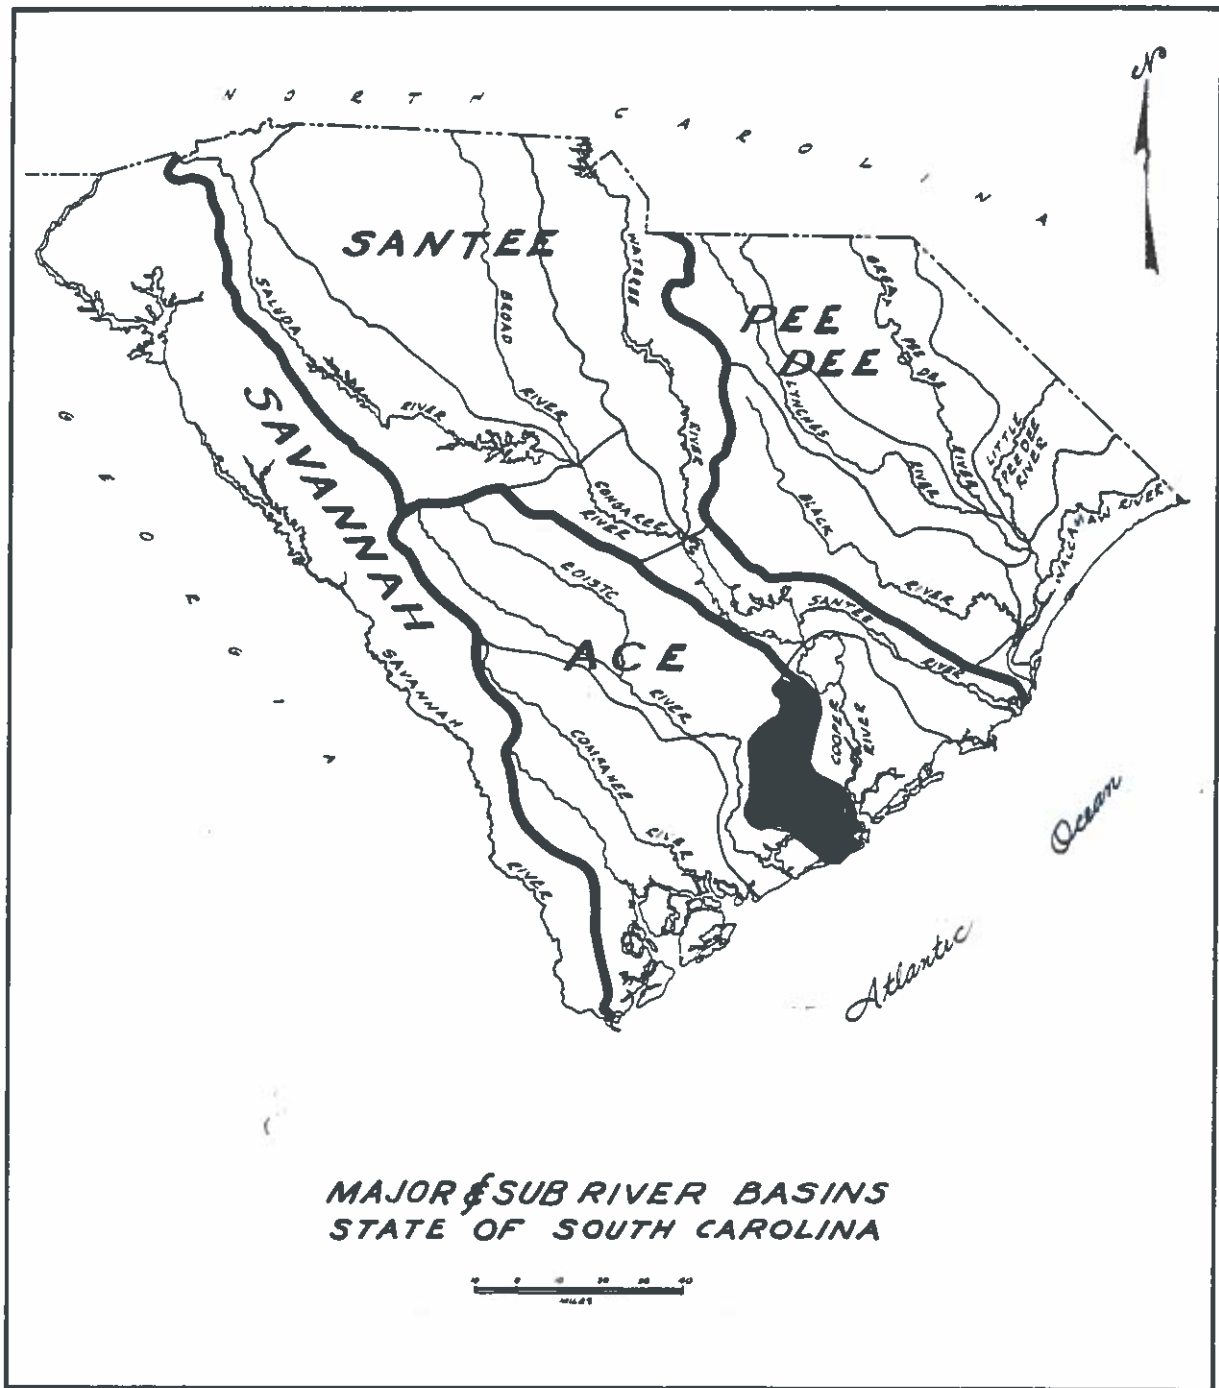 N
NORTH CAROLINA
SANTEE
PEE
DEE
SAVANNAH
ACE
GEORGIA
SALUDA
RIVER
BROAD
RIVER
WATEREE
RIVER
CONGAREE
RIVER
LYNCHES
RIVER
GREAT
PEE DEE
RIVER
LITTLE
PEEDEE
RIVER
WACCAMAW RIVER
BLACK
RIVER
SANTEE
RIVER
COOPER
RIVER
EDISTO
RIVER
COMBAHEE
RIVER
SAVANNAH
RIVER
Atlantic
Ocean
MAJOR & SUB RIVER BASINS
STATE OF SOUTH CAROLINA
MILES